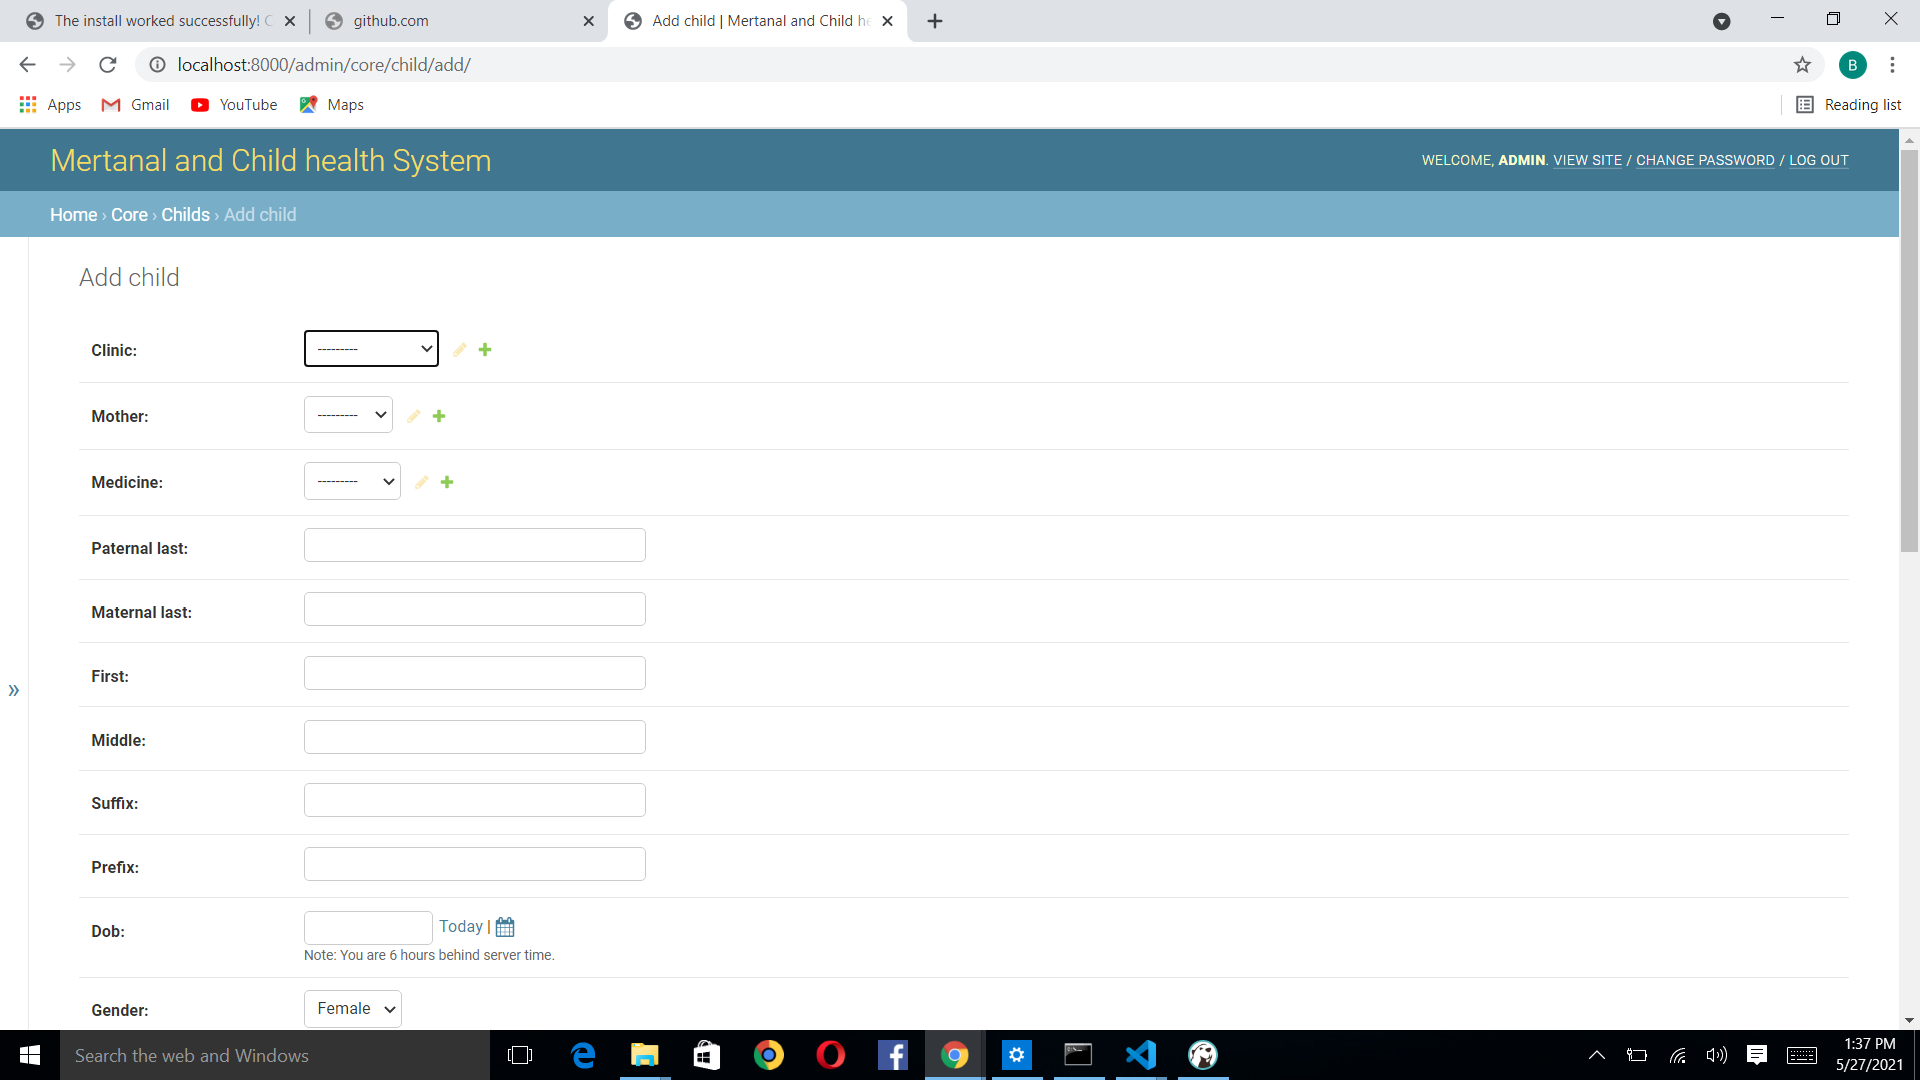 The install worked successfully! C
github.com
Add child | Mertanal and Child he
localhost:8000/admin/core/child/add/
B
Apps
Gmail
YouTube
Maps
Reading list
Mertanal and Child health System
WELCOME, ADMIN. VIEW SITE / CHANGE PASSWORD / LOG OUT
Home › Core › Childs › Add child
Add child
Clinic:
---------
Mother:
---------
Medicine:
---------
Paternal last:
Maternal last:
First:
»
Middle:
Suffix:
Prefix:
Dob:
Today |
Note: You are 6 hours behind server time.
Gender:
Female
Search the web and Windows
1:37 PM
5/27/2021